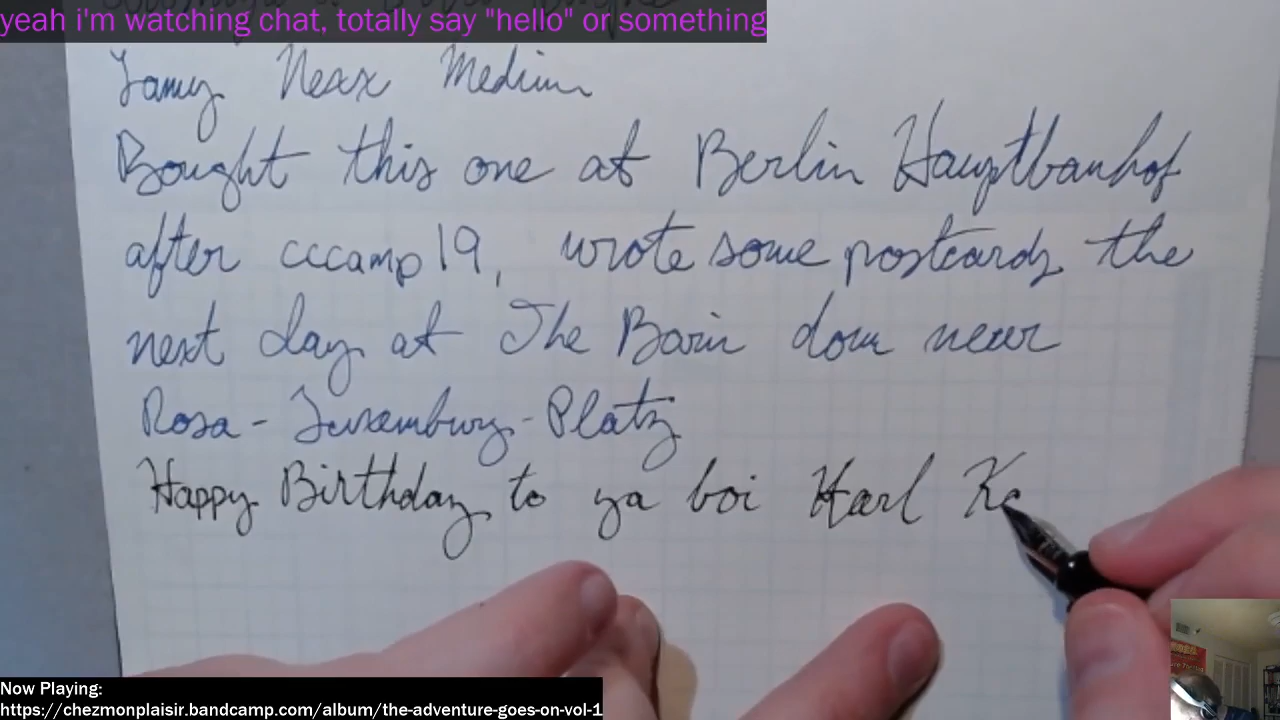 yeah i'm watching chat, totally say "hello" or something
Lamy Nexx Medium
Bought this one at Berlin Hauptbanhof
after cccamp19, wrote some postcards the
next day at The Barn down near
Rosa-Luxemburg-Platz
Happy Birthday to ya boi Karl Ko
Now Playing:
https://chezmonplaisir.bandcamp.com/album/the-adventure-goes-on-vol-1